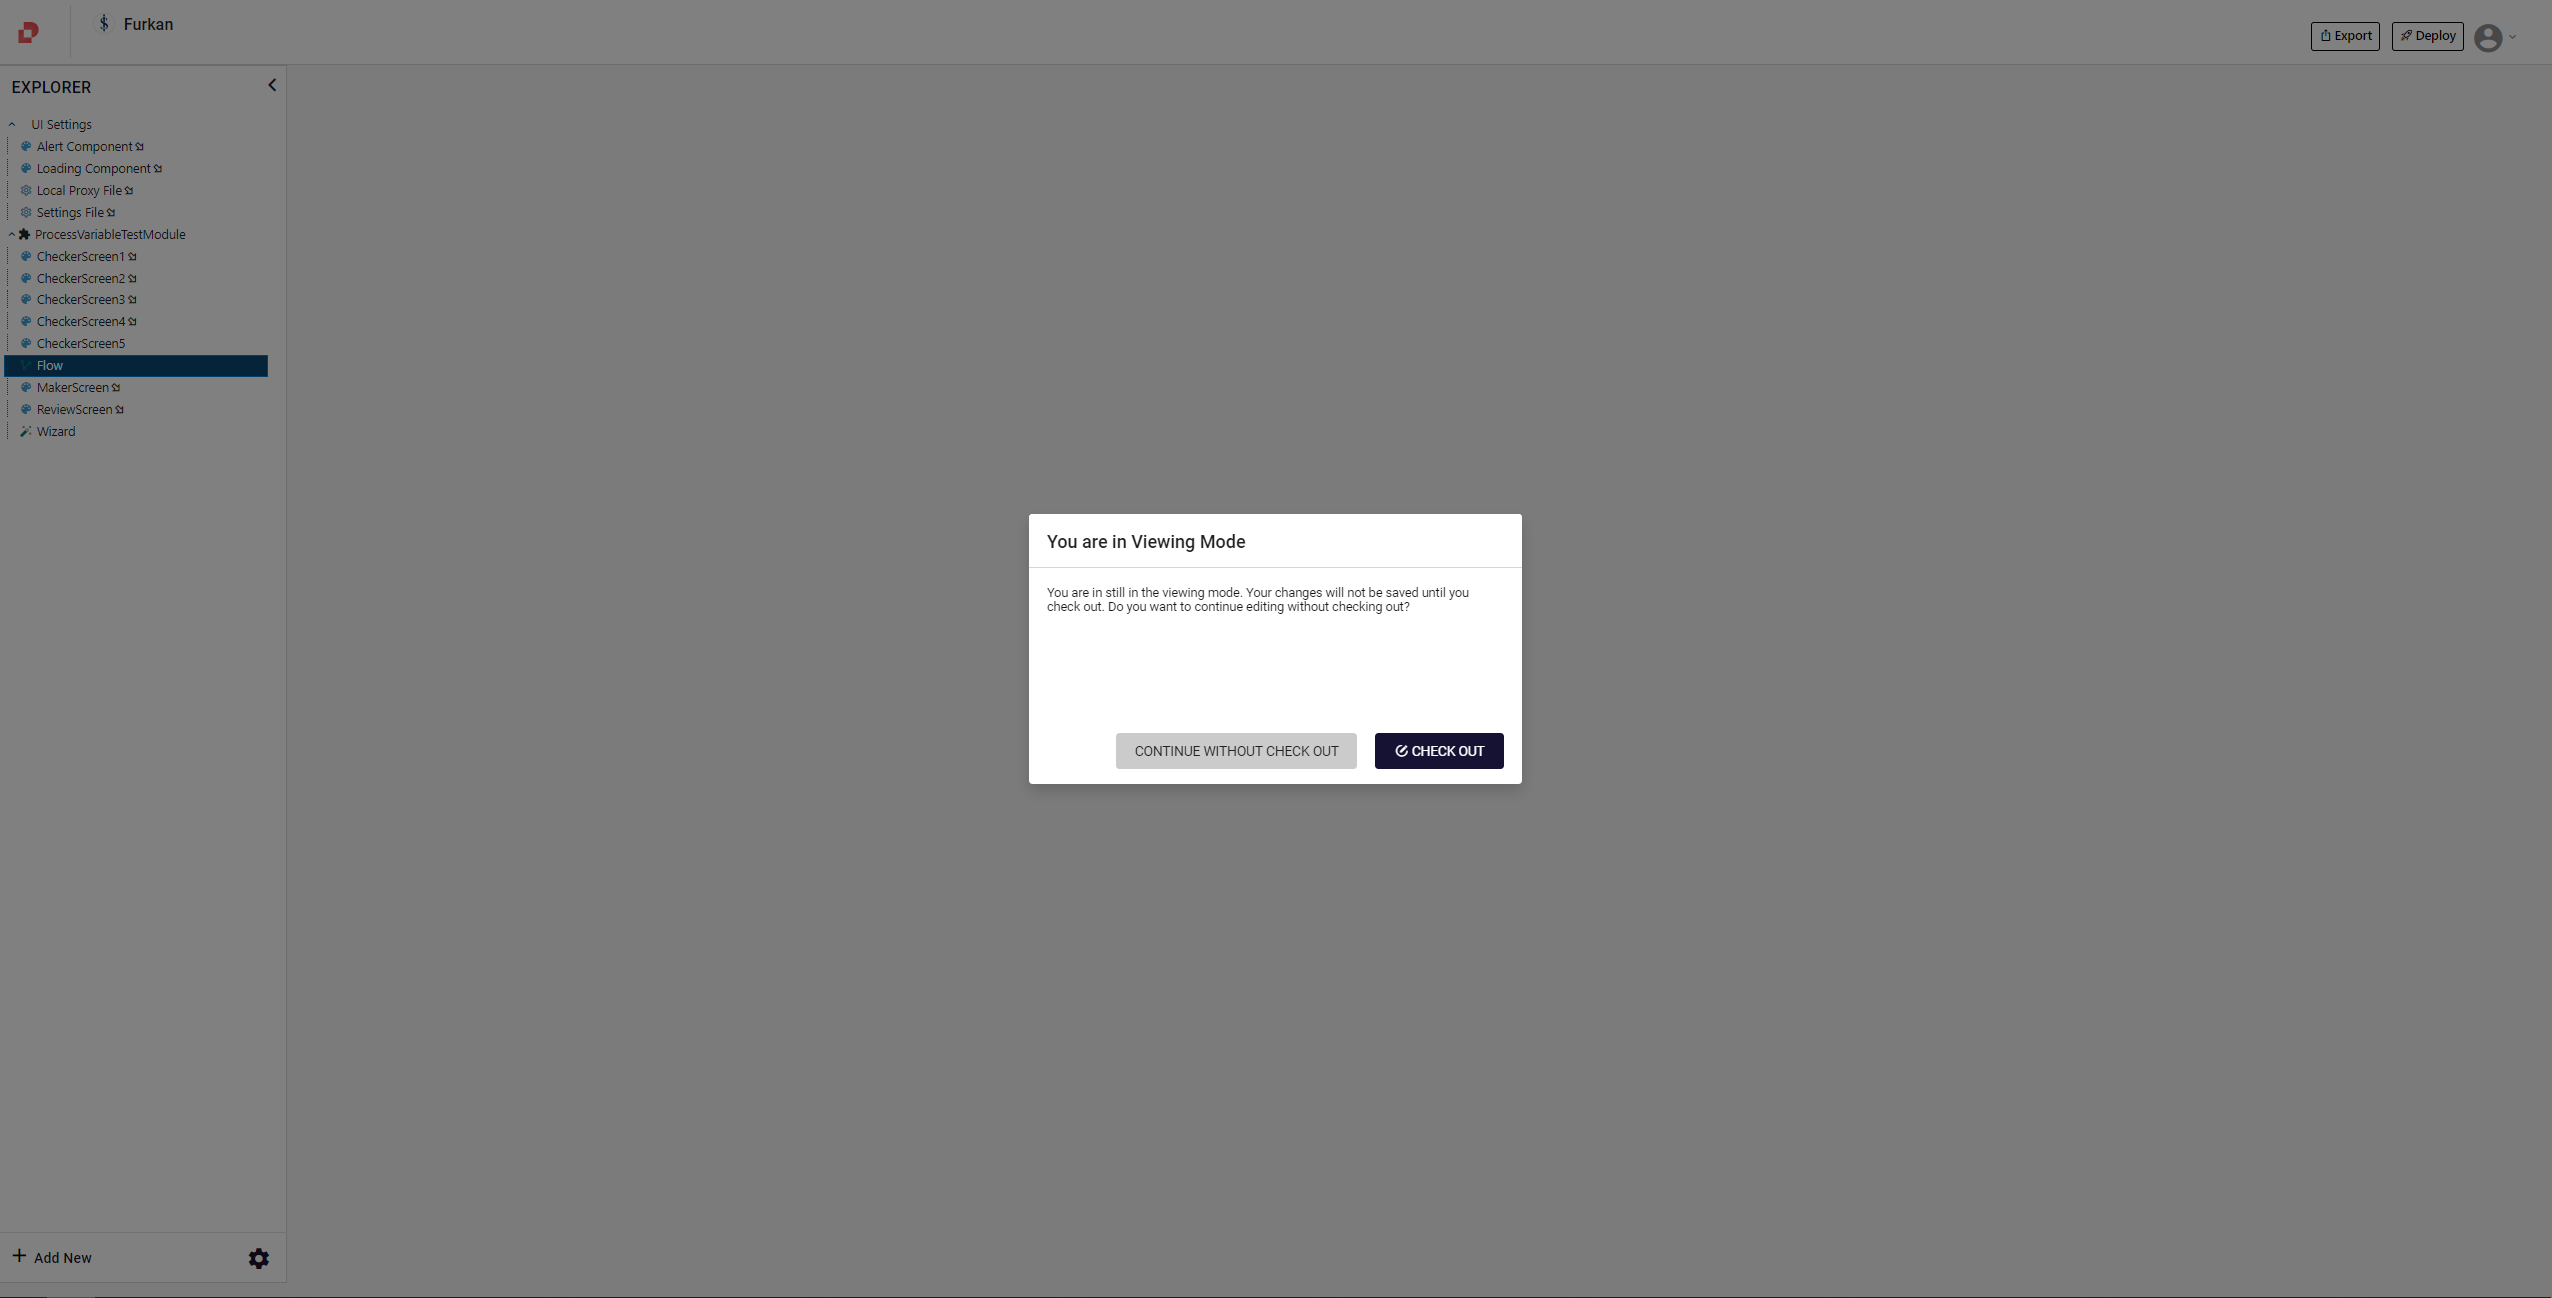 Furkan
Export
Deploy
EXPLORER
UI Settings
Alert Component
Loading Component
Local Proxy File
Settings File
ProcessVariableTestModule
CheckerScreen1
CheckerScreen2
CheckerScreen3
CheckerScreen4
CheckerScreen5
Flow
MakerScreen
ReviewScreen
Wizard
You are in Viewing Mode
You are in still in the viewing mode. Your changes will not be saved until you
check out. Do you want to continue editing without checking out?
CONTINUE WITHOUT CHECK OUT
CHECK OUT
Add New